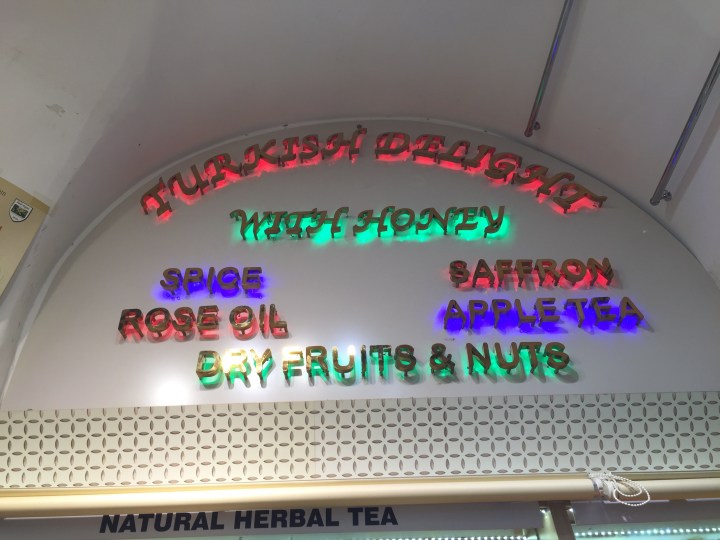 TURKISH DELIGHT
WITH HONEY
SPICE
SAFFRON
ROSE OIL
APPLE TEA
DRY FRUITS & NUTS
NATURAL HERBAL TEA